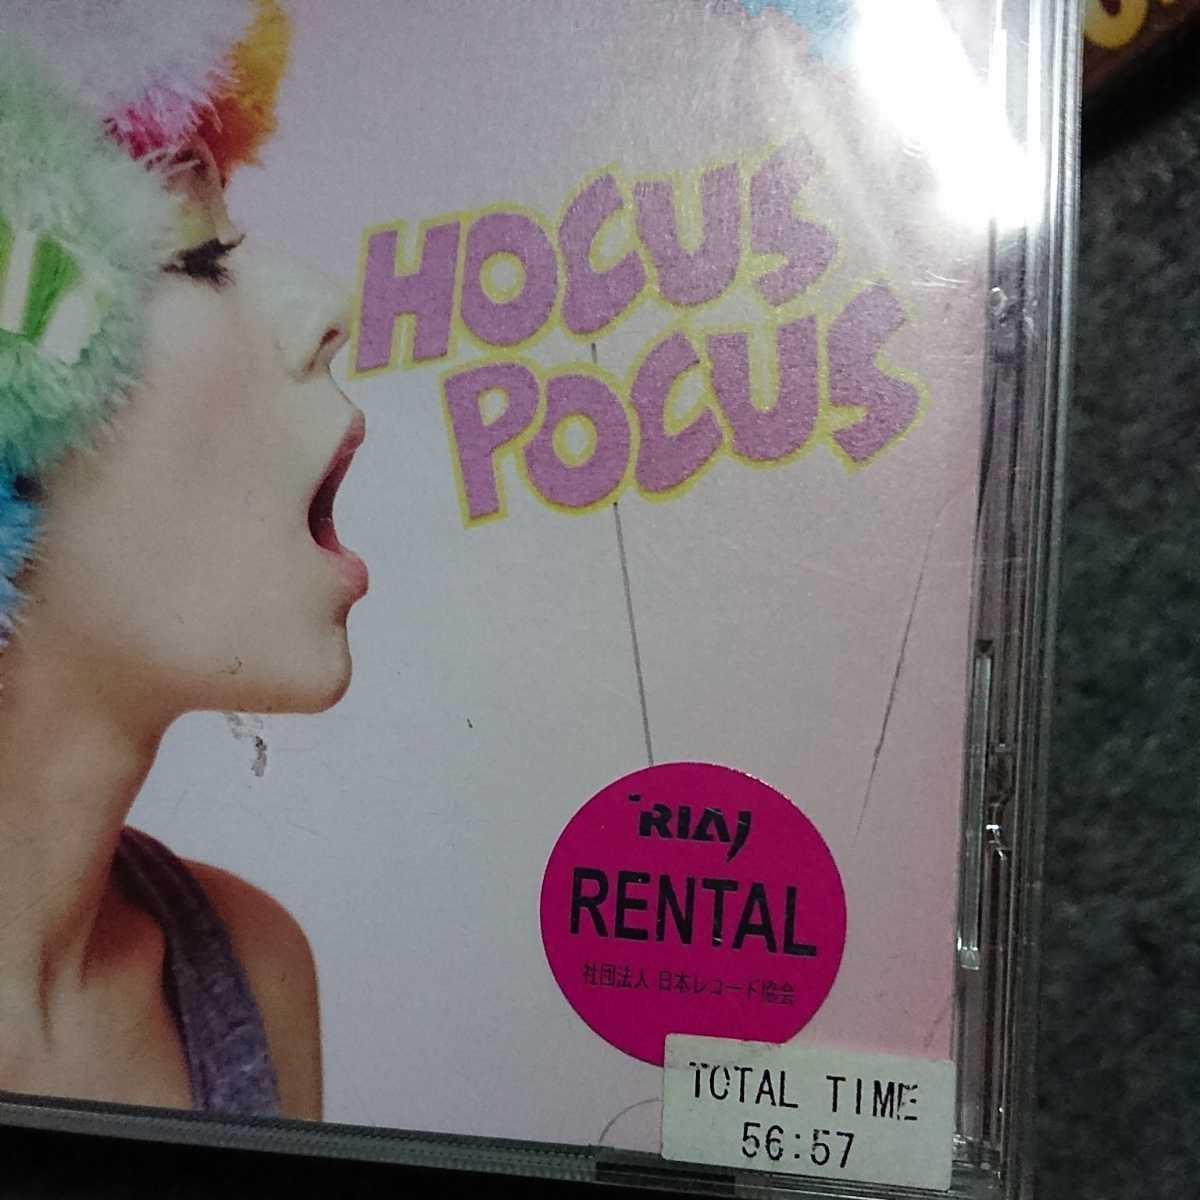 HOCUS
POCUS
RIAJ
RENTAL
社団法人 日本レコード協会
TOTAL TIME
56:57